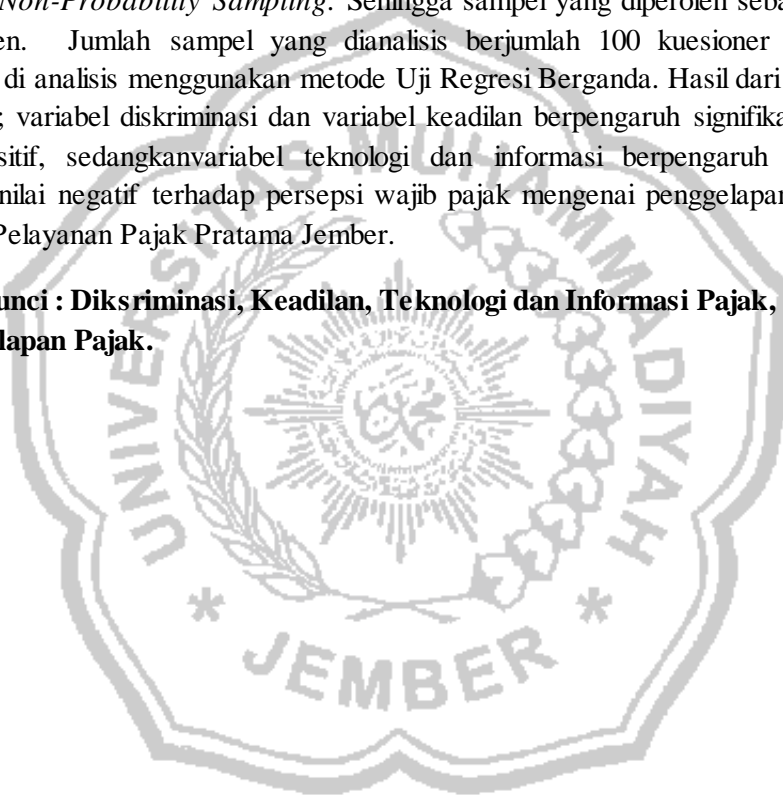 Non-Probability Sampling. Sehingga sampel yang diperoleh seba
en. Jumlah sampel yang dianalisis berjumlah 100 kuesioner
di analisis menggunakan metode Uji Regresi Berganda. Hasil dari
; variabel diskriminasi dan variabel keadilan berpengaruh signifika
sitif, sedangkanvariabel teknologi dan informasi berpengaruh
nilai negatif terhadap persepsi wajib pajak mengenai penggelapan
Pelayanan Pajak Pratama Jember.
unci : Diksriminasi, Keadilan, Teknologi dan Informasi Pajak,
lapan Pajak.
UNIVERSITAS MUHAMMADIYAH
* JEMBER *